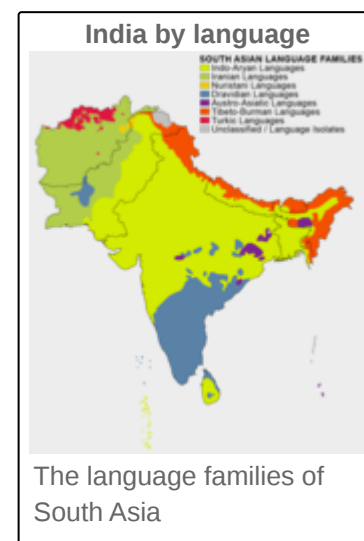 India by language
SOUTH ASIAN LANGUAGE FAMILIES
Indo-Aryan Languages
Iranian Languages
Nuristani Languages
Dravidian Languages
Austro-Asiatic Languages
Tibeto-Burman Languages
Turkic Languages
Unclassified / Language Isolates
The language families of
South Asia